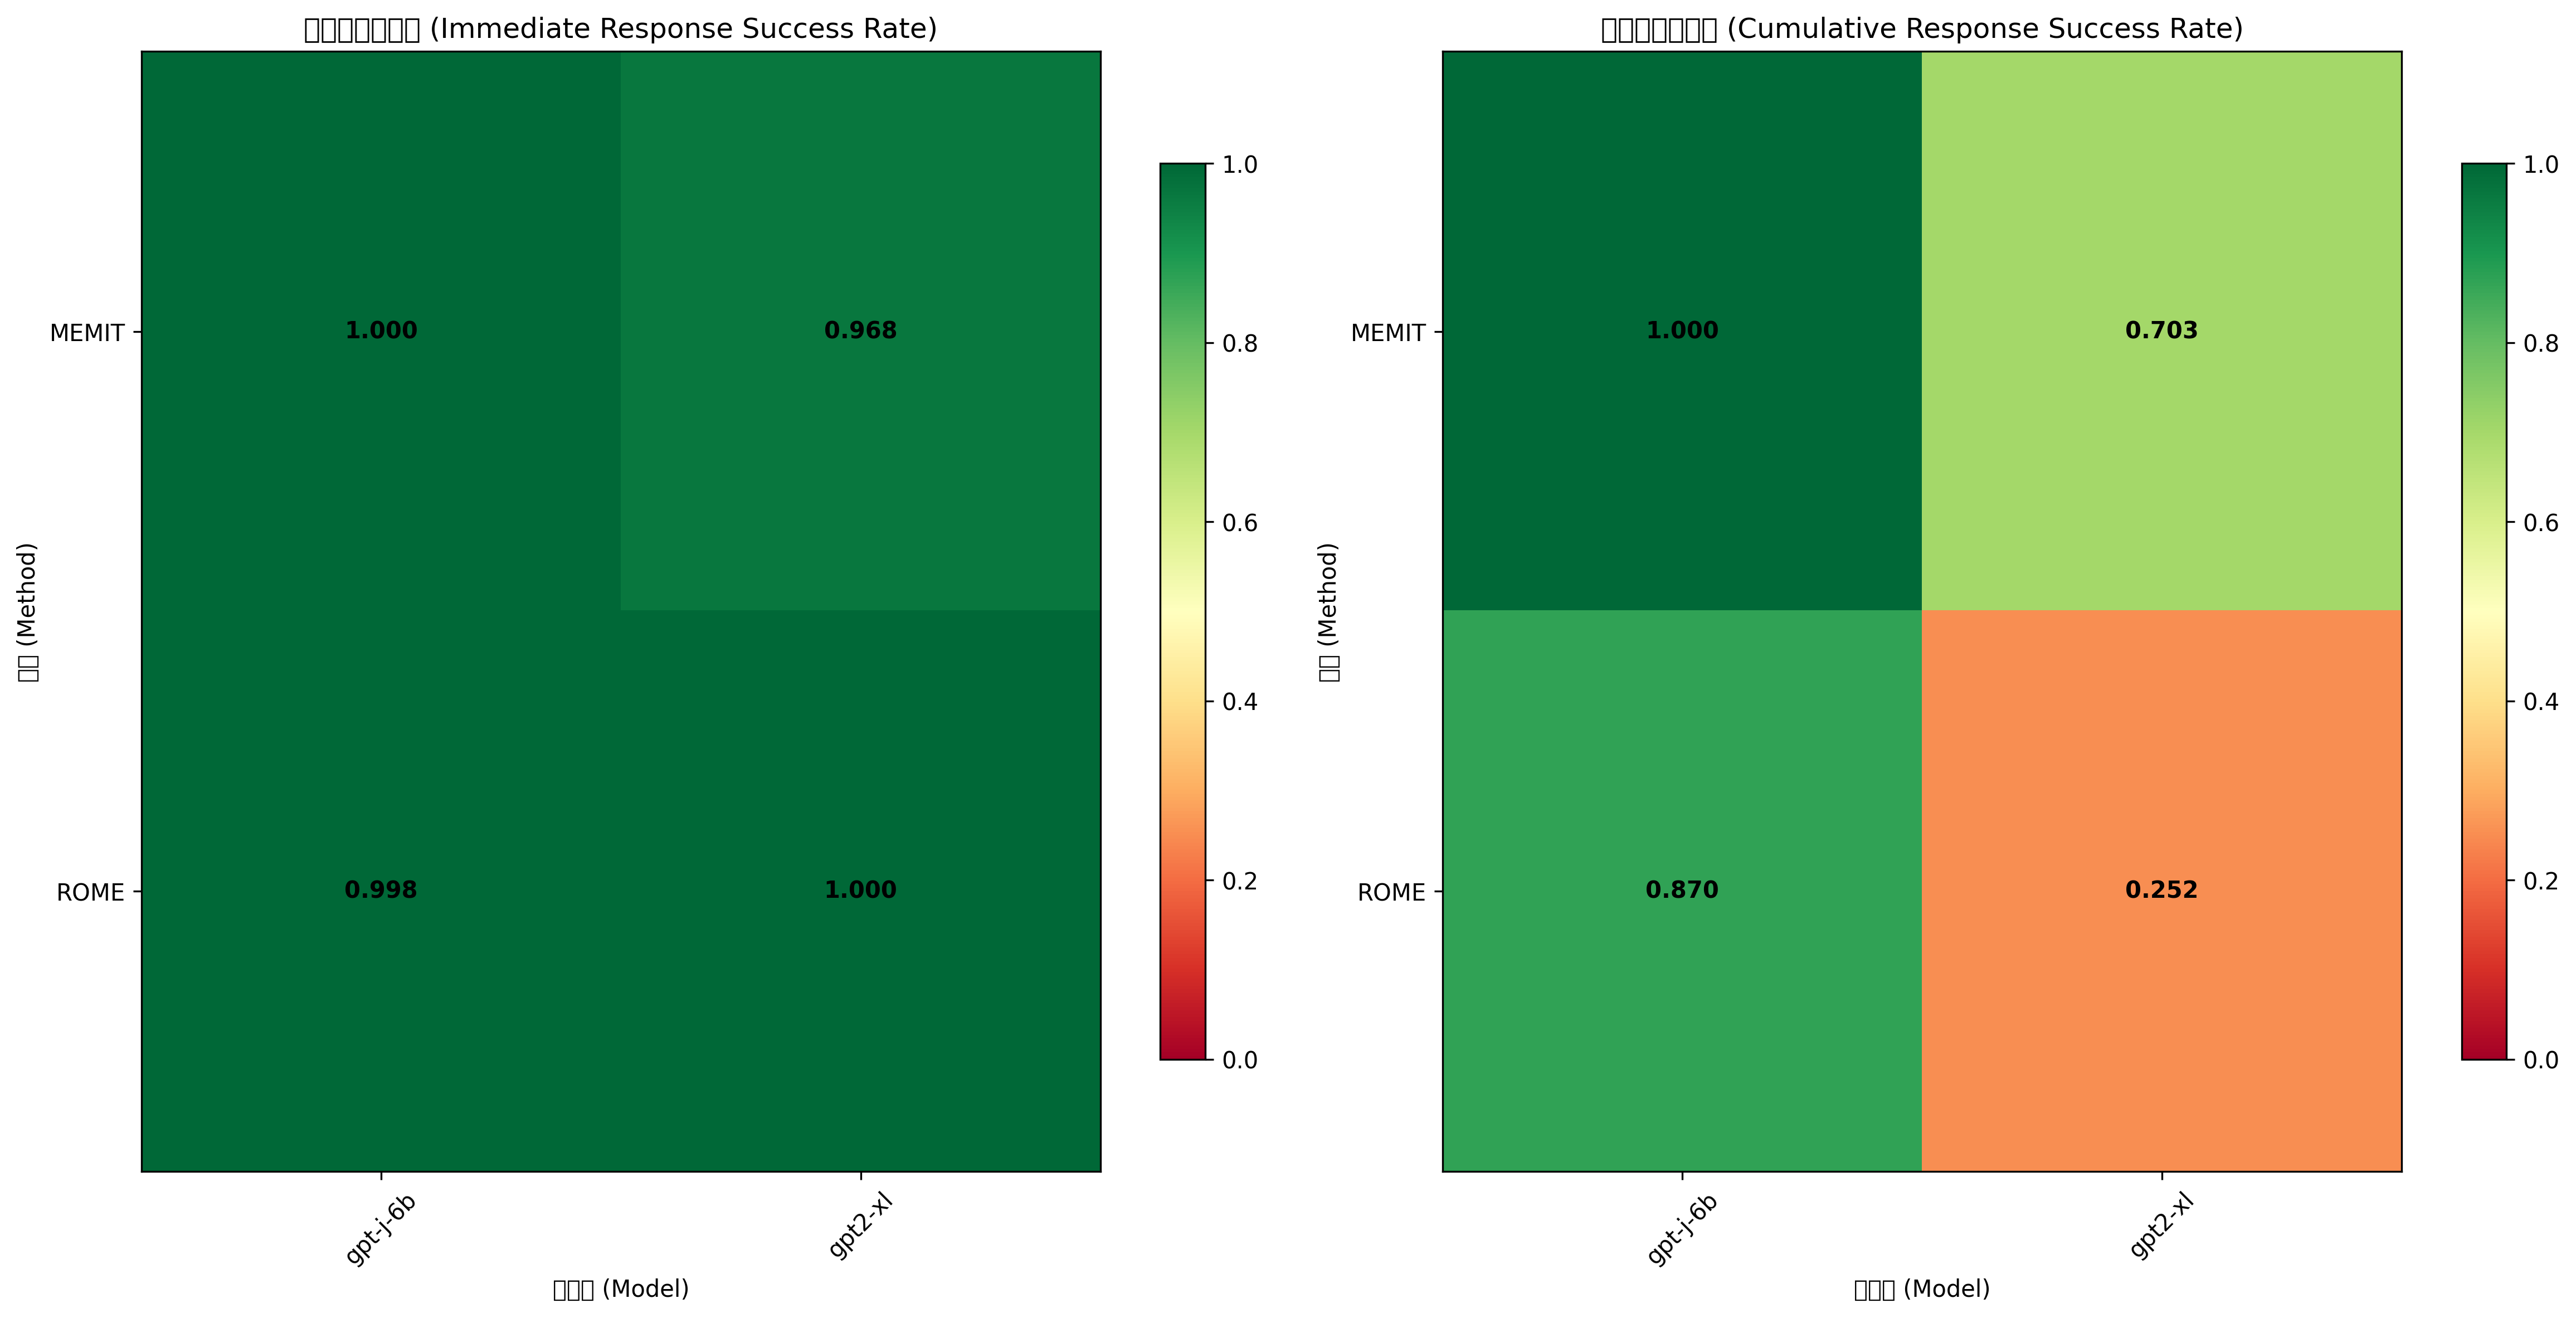 (Immediate Response Success Rate)
1.0
0.8
0.6
0.4
0.2
0.0
MEMIT
ROME
1.000
0.968
0.998
1.000
(Method)
gpt-j-6b
gpt2-xl
(Model)
(Cumulative Response Success Rate)
1.0
0.8
0.6
0.4
0.2
0.0
MEMIT
ROME
1.000
0.703
0.870
0.252
(Method)
gpt-j-6b
gpt2-xl
(Model)